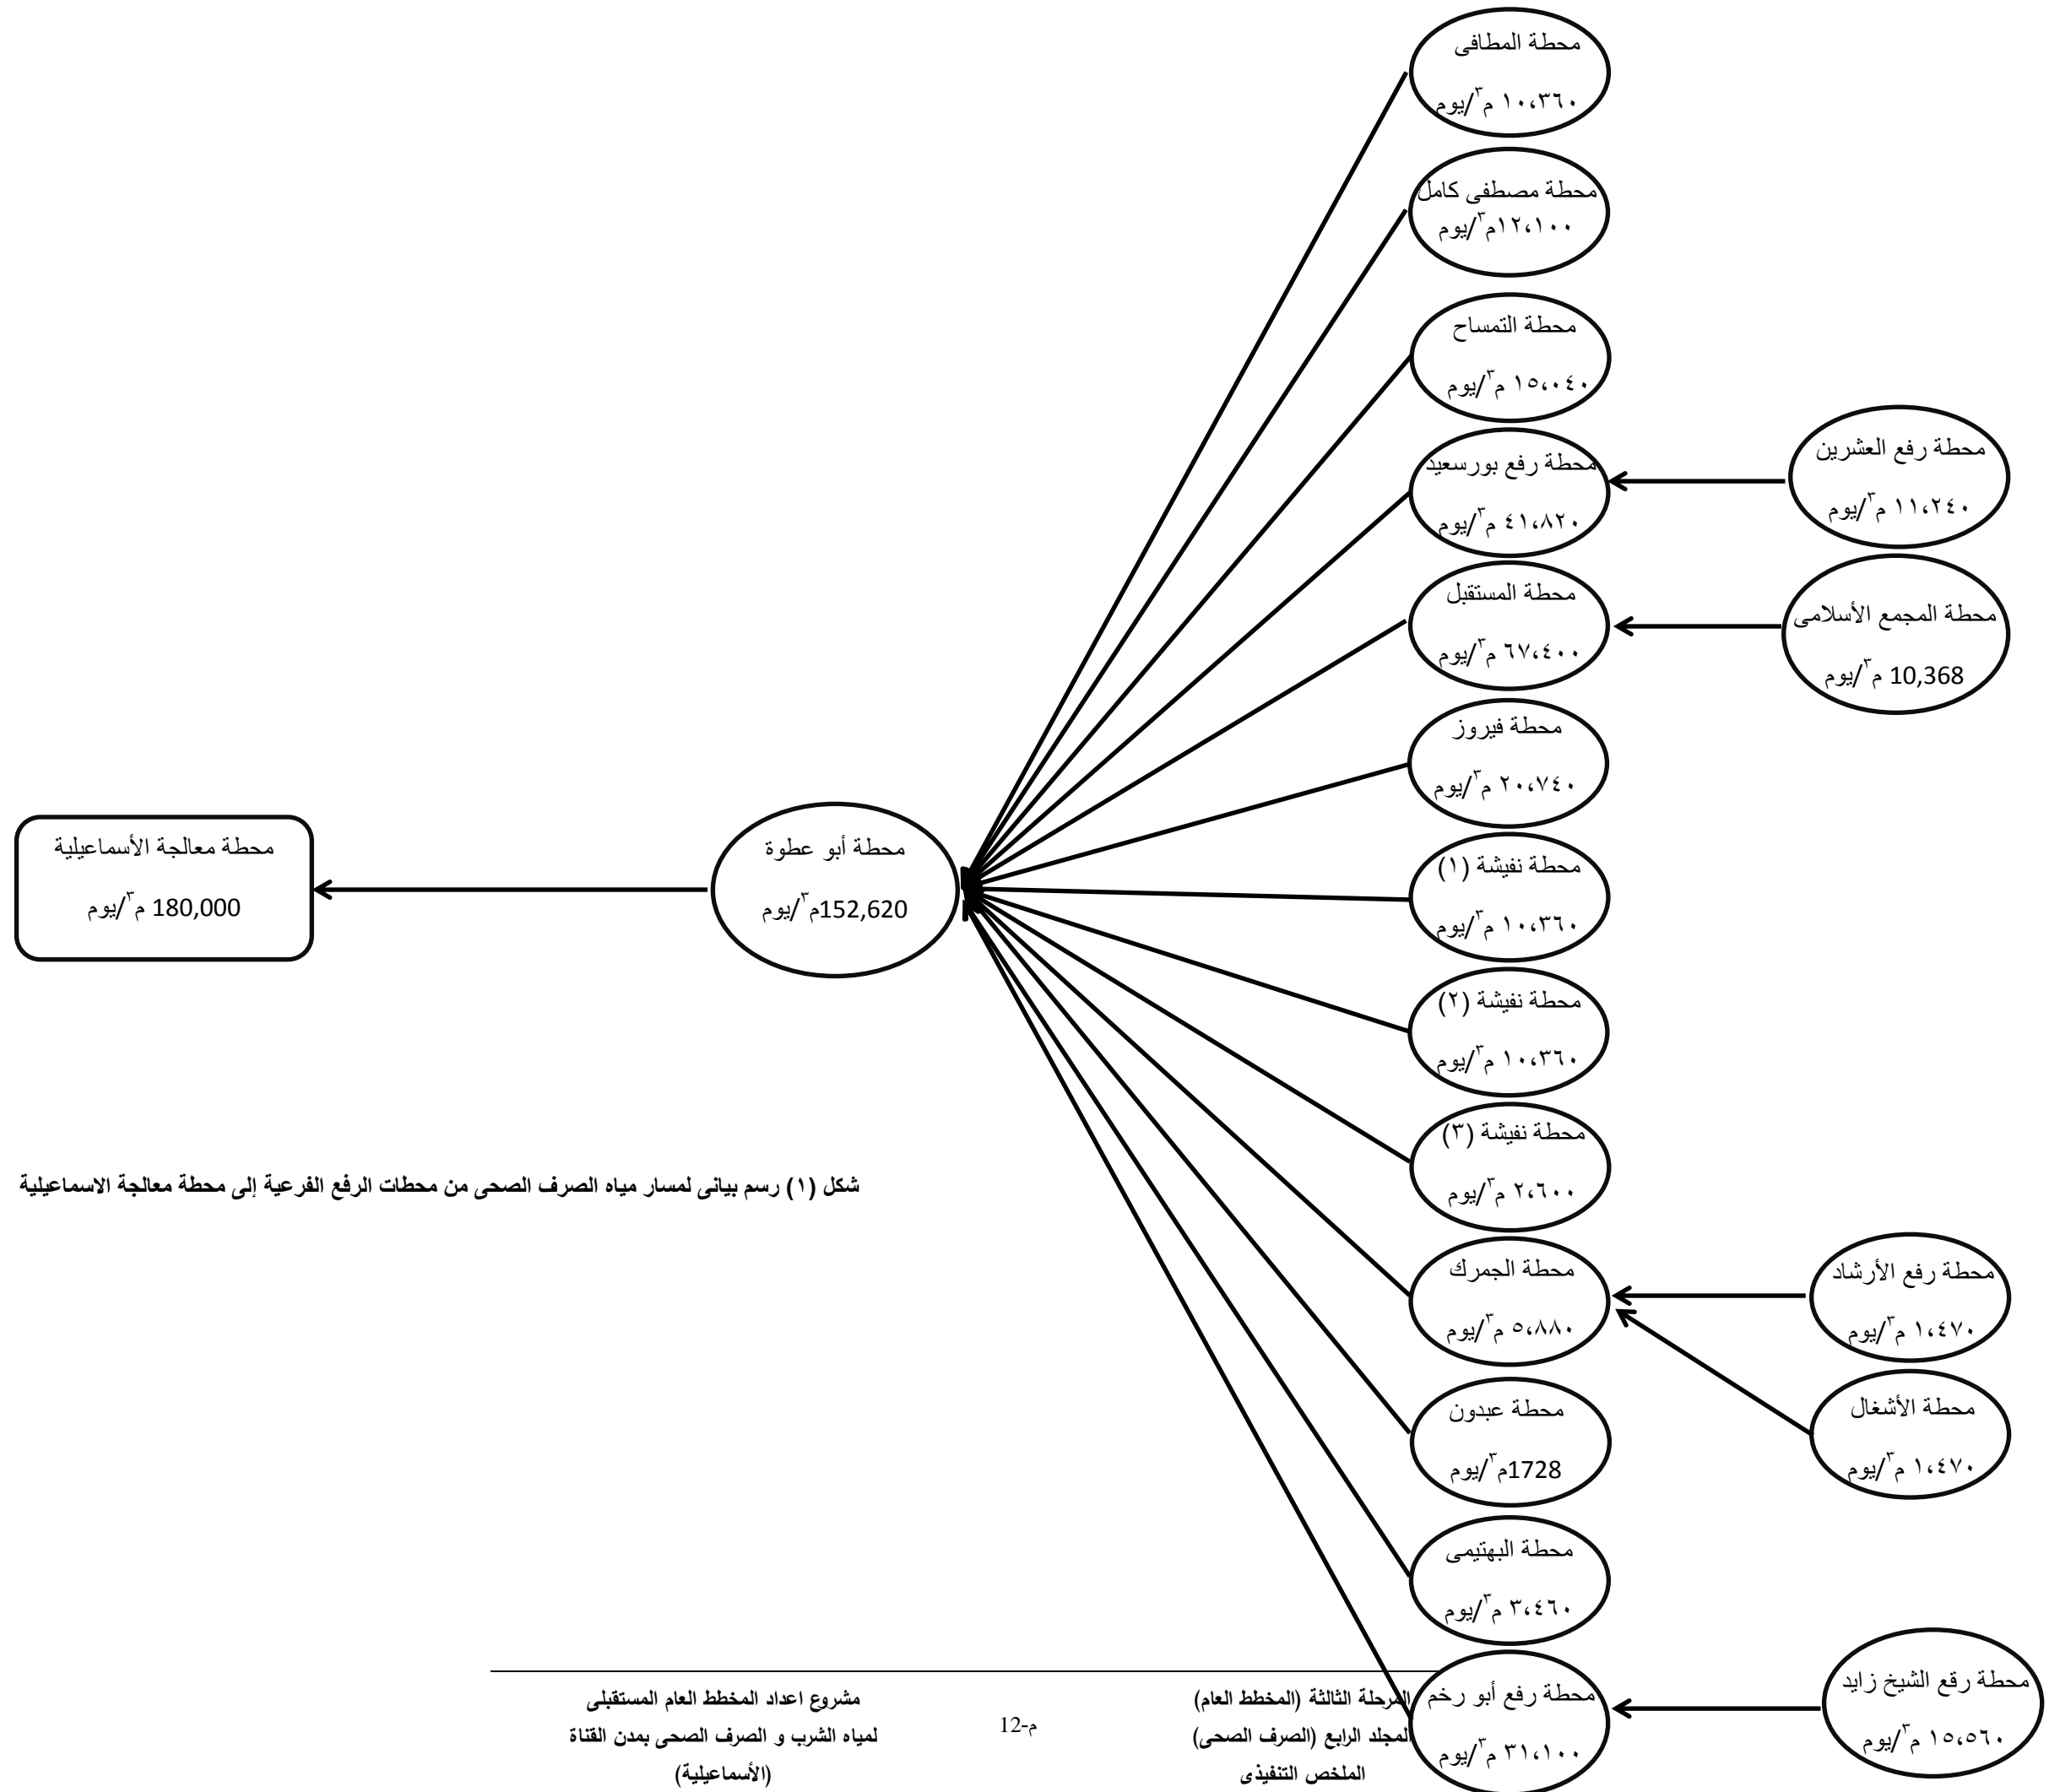 محطة المطافى
١٠،٣٦٠ م٣/يوم
محطة مصطفى كامل
١٢،١٠٠م٣/يوم
محطة التمساح
١٥،٠٤٠ م٣/يوم
محطة رفع بورسعيد
٤١،٨٢٠ م٣/يوم
محطة رفع العشرين
١١،٢٤٠ م٣/يوم
محطة المستقبل
٦٧،٤٠٠ م٣/يوم
محطة المجمع الأسلامى
10,368 م٣/يوم
محطة فيروز
٢٠،٧٤٠ م٣/يوم
محطة نفيشة (١)
١٠،٣٦٠ م٣/يوم
محطة أبو عطوة
152,620م٣/يوم
محطة معالجة الأسماعيلية
180,000 م٣/يوم
محطة نفيشة (٢)
١٠،٣٦٠ م٣/يوم
محطة نفيشة (٣)
٢،٦٠٠ م٣/يوم
شكل (١) رسم بيانى لمسار مياه الصرف الصحى من محطات الرفع الفرعية إلى محطة معالجة الاسماعيلية
محطة الجمرك
٥،٨٨٠ م٣/يوم
محطة رفع الأرشاد
١،٤٧٠ م٣/يوم
محطة الأشغال
١،٤٧٠ م٣/يوم
محطة عبدون
1728م٣/يوم
محطة البهتيمى
٣،٤٦٠ م٣/يوم
محطة رفع أبو رخم
٣١،١٠٠ م٣/يوم
محطة رقع الشيخ زايد
١٥،٥٦٠ م٣/يوم
المرحلة الثالثة (المخطط العام)
المجلد الرابع (الصرف الصحى)
الملخص التنفيذى
م-12
مشروع اعداد المخطط العام المستقبلى
لمياه الشرب و الصرف الصحى بمدن القناة
(الأسماعيلية)